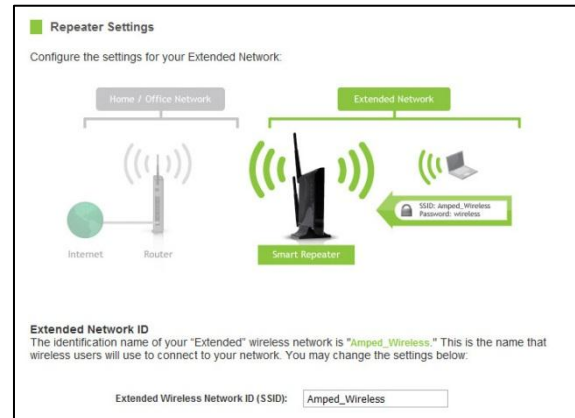 Repeater Settings
Configure the settings for your Extended Network:
Home / Office Network
Extended Network
SSID: Amped_Wireless
Password: wireless
Internet
Router
Smart Repeater
Extended Network ID
The identification name of your "Extended" wireless network is "Amped_Wireless." This is the name that
wireless users will use to connect to your network. You may change the settings below:
Extended Wireless Network ID (SSID): Amped_Wireless